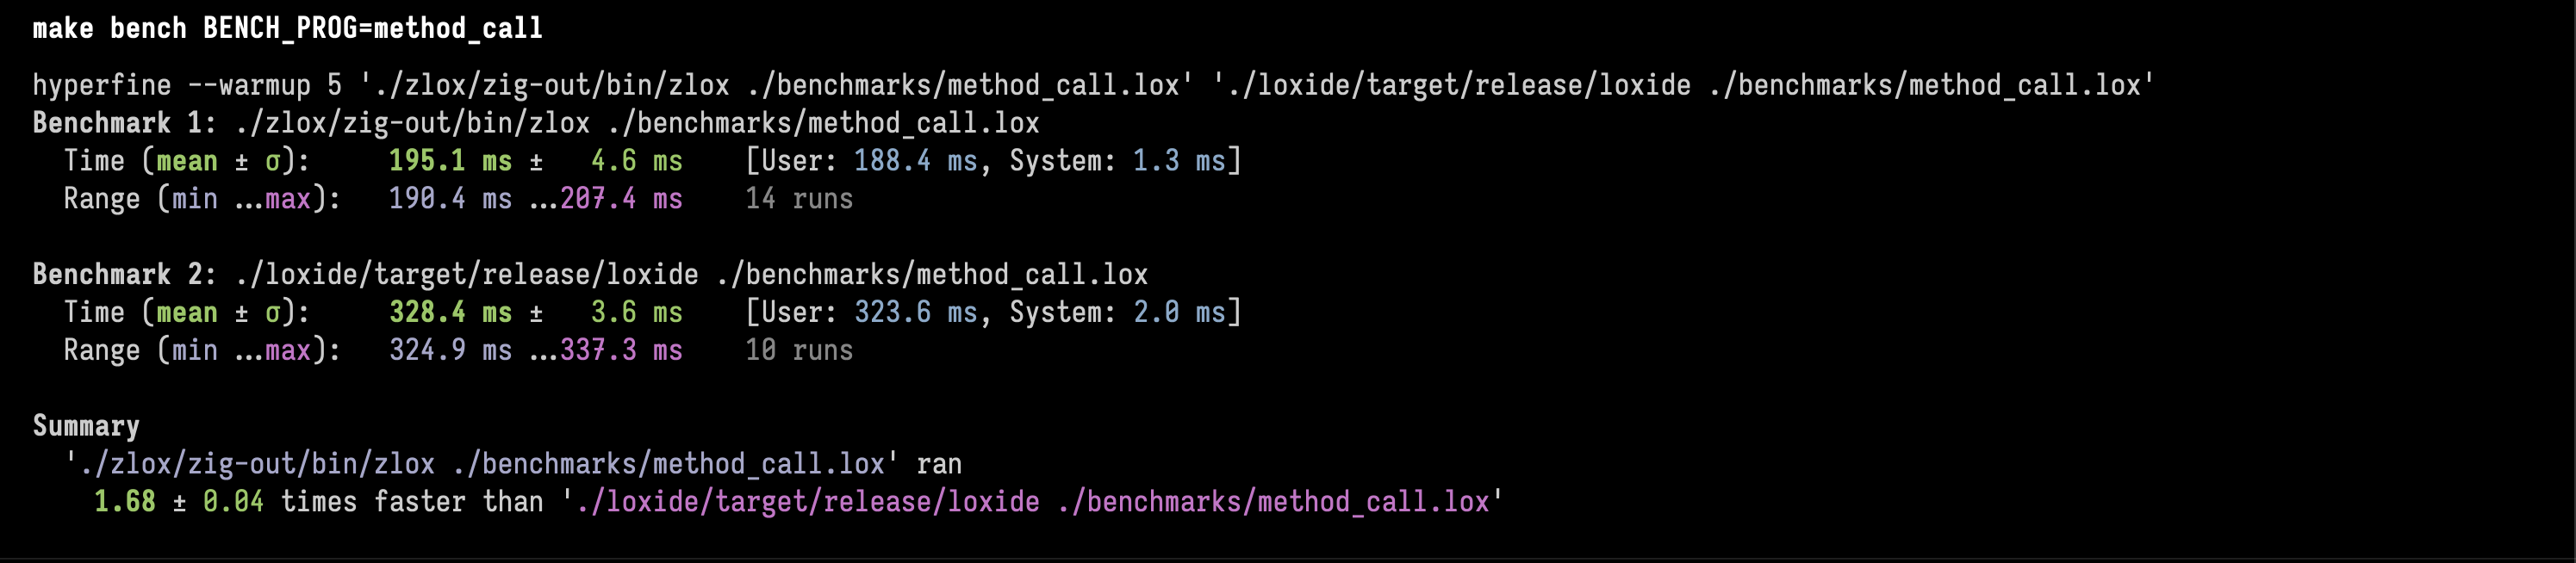 make bench BENCH_PROG=method_call
hyperfine --warmup 5 './zlox/zig-out/bin/zlox ./benchmarks/method_call.lox' './loxide/target/release/loxide ./benchmarks/method_call.lox'
Benchmark 1: ./zlox/zig-out/bin/zlox ./benchmarks/method_call.lox
  Time (mean ± σ):     195.1 ms ±   4.6 ms    [User: 188.4 ms, System: 1.3 ms]
  Range (min …max):   190.4 ms …207.4 ms    14 runs
Benchmark 2: ./loxide/target/release/loxide ./benchmarks/method_call.lox
  Time (mean ± σ):     328.4 ms ±   3.6 ms    [User: 323.6 ms, System: 2.0 ms]
  Range (min …max):   324.9 ms …337.3 ms    10 runs
Summary
  './zlox/zig-out/bin/zlox ./benchmarks/method_call.lox' ran
    1.68 ± 0.04 times faster than './loxide/target/release/loxide ./benchmarks/method_call.lox'